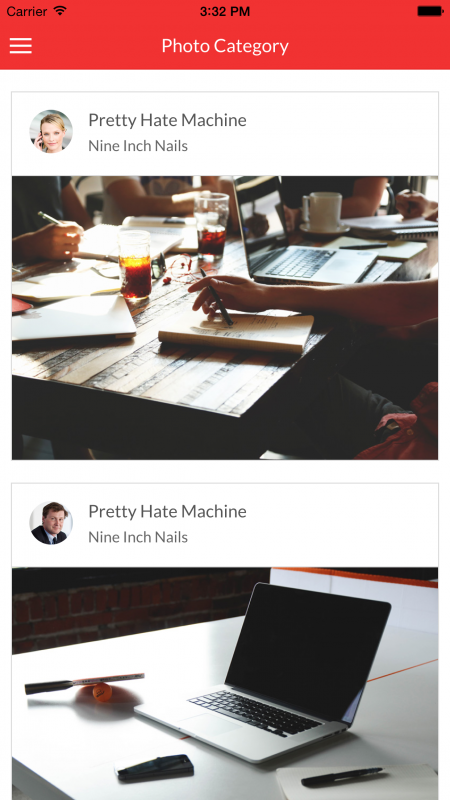 Carrier 3:32 PM
Photo Category
Pretty Hate Machine
Nine Inch Nails
Pretty Hate Machine
Nine Inch Nails